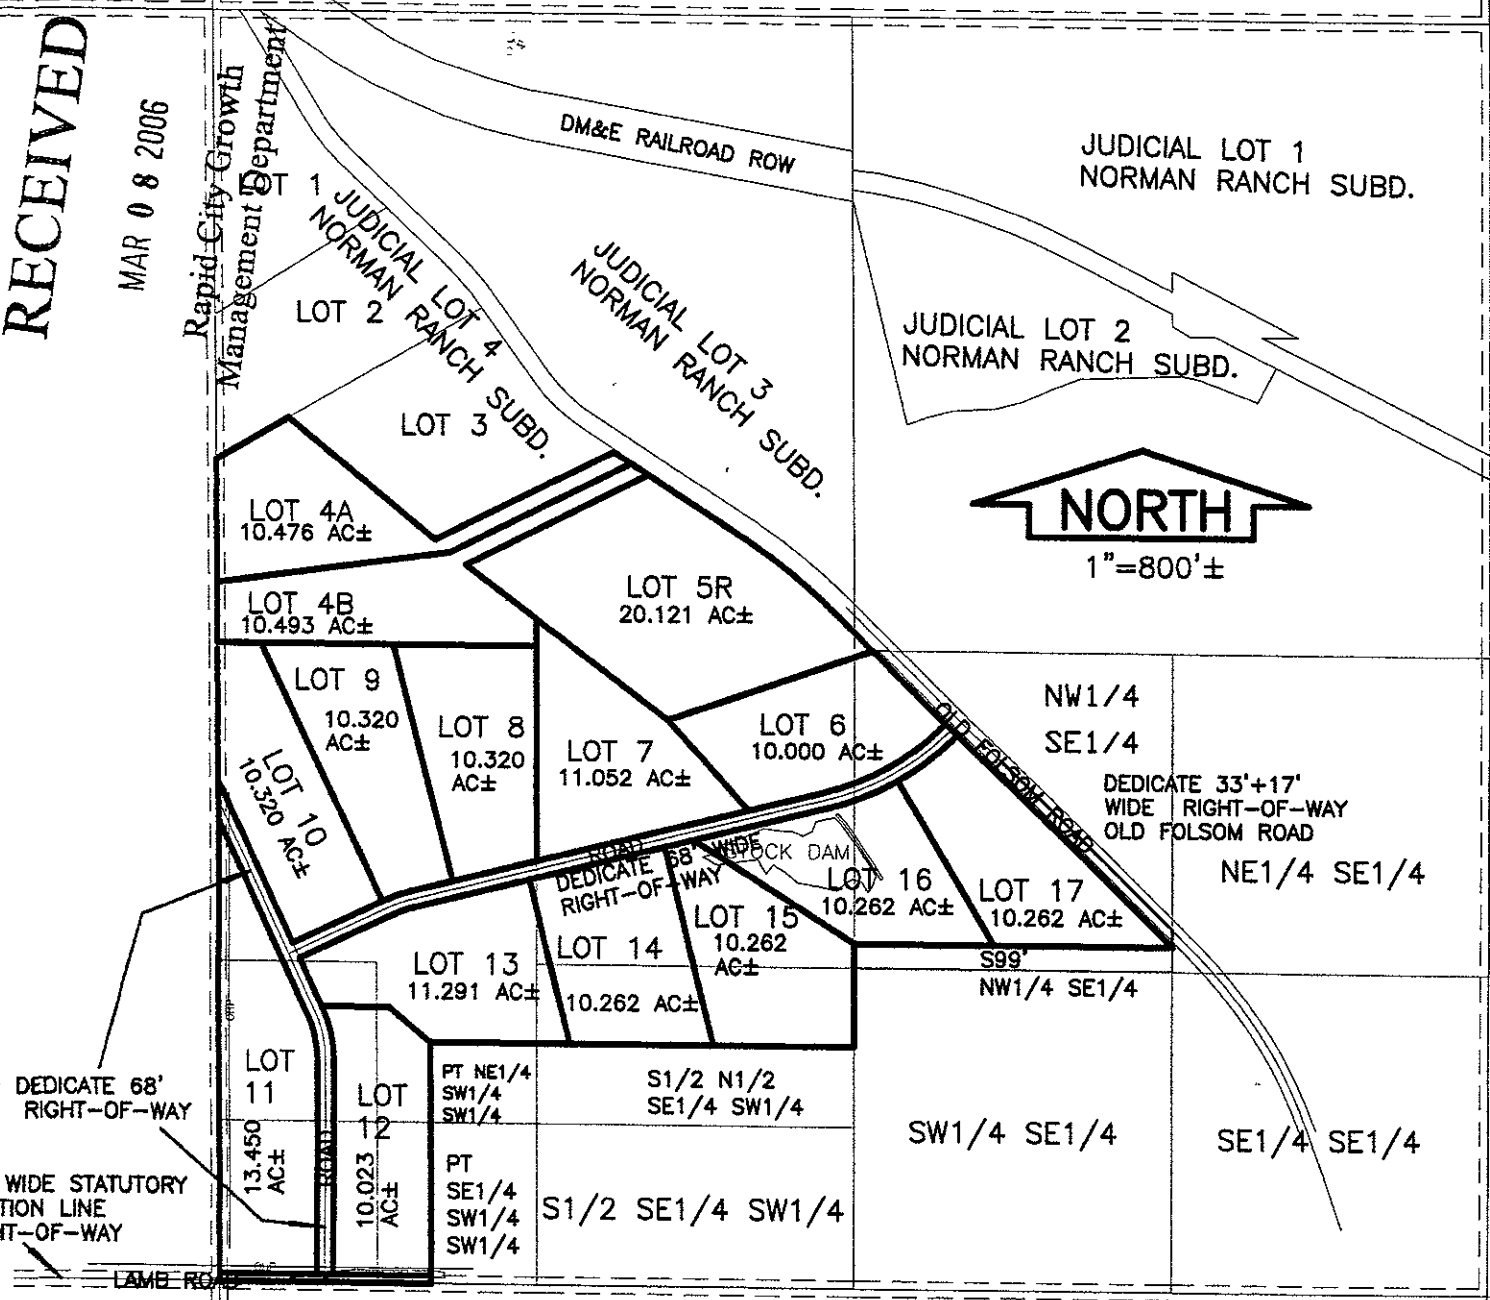 RECEIVED
MAR 08 2006
Rapid City Growth
Management Department
DM&E RAILROAD ROW
JUDICIAL LOT 1
NORMAN RANCH SUBD.
LOT 1
JUDICIAL LOT 4
NORMAN RANCH SUBD.
JUDICIAL LOT 3
NORMAN RANCH SUBD.
LOT 2
JUDICIAL LOT 2
NORMAN RANCH SUBD.
LOT 3
NORTH
1"=800'±
LOT 4A
10.476 AC±
LOT 5R
20.121 AC±
LOT 4B
10.493 AC±
LOT 9
10.320
AC±
LOT 8
10.320
AC±
LOT 7
11.052 AC±
LOT 6
10.000 AC±
OLD FOLSOM ROAD
NW1/4
SE1/4
DEDICATE 33'+17'
WIDE RIGHT-OF-WAY
OLD FOLSOM ROAD
NE1/4 SE1/4
LOT 10
10.320 AC±
ROAD
DEDICATE 68' WIDE
RIGHT-OF-WAY
STOCK DAM
LOT 16
10.262 AC±
LOT 17
10.262 AC±
LOT 15
10.262
AC±
LOT 14
10.262 AC±
LOT 13
11.291 AC±
S99'
NW1/4 SE1/4
LOT
11
13.450
AC±
DEDICATE 68'
RIGHT-OF-WAY
LOT
12
10.023
AC±
ROAD
PT NE1/4
SW1/4
SW1/4
S1/2 N1/2
SE1/4 SW1/4
SW1/4 SE1/4
SE1/4 SE1/4
PT
SE1/4
SW1/4
SW1/4
S1/2 SE1/4 SW1/4
WIDE STATUTORY
TION LINE
HT-OF-WAY
LAMB ROAD